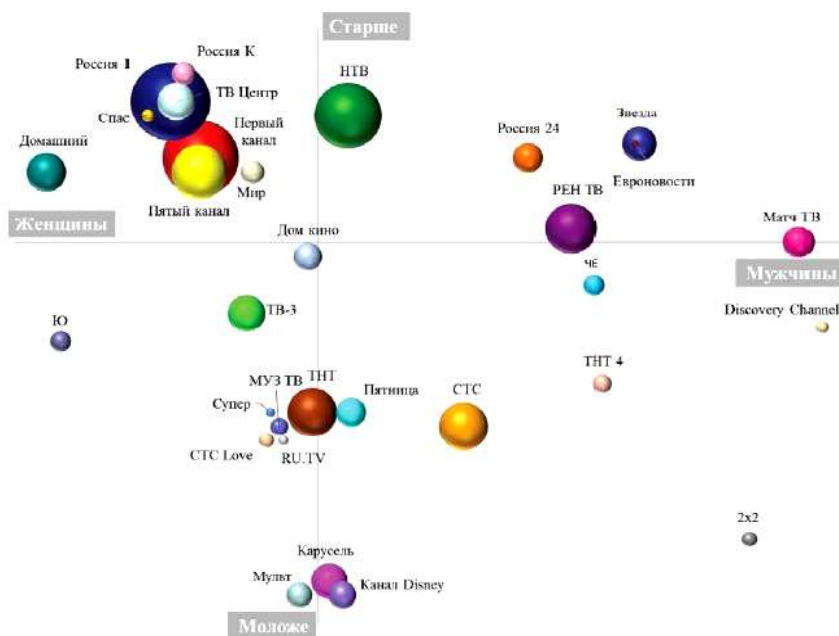 Старше
Россия К
Россия 1
НТВ
ТВ Центр
Спас
Первый
канал
Домашний
Россия 24
Звезда
Евроновости
Мир
Пятый канал
РЕН ТВ
Женщины
Матч ТВ
Дом кино
Мужчины
ЧЕ
ТВ-3
Discovery Channel
Ю
ТНТ 4
МУЗ ТВ
ТНТ
Пятница
СТС
Супер
СТС Love
RU.TV
2x2
Карусель
Мульт
Канал Disney
Моложе